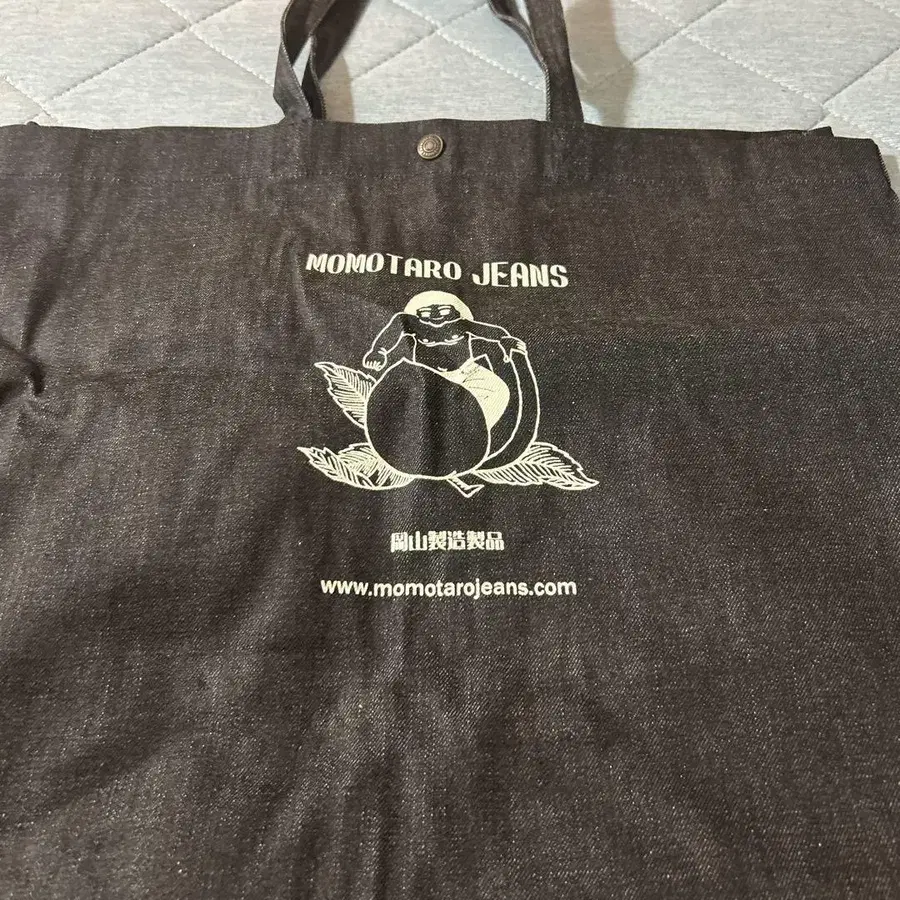 MOMOTARO JEANS
岡山製造製品
www.momotarojeans.com